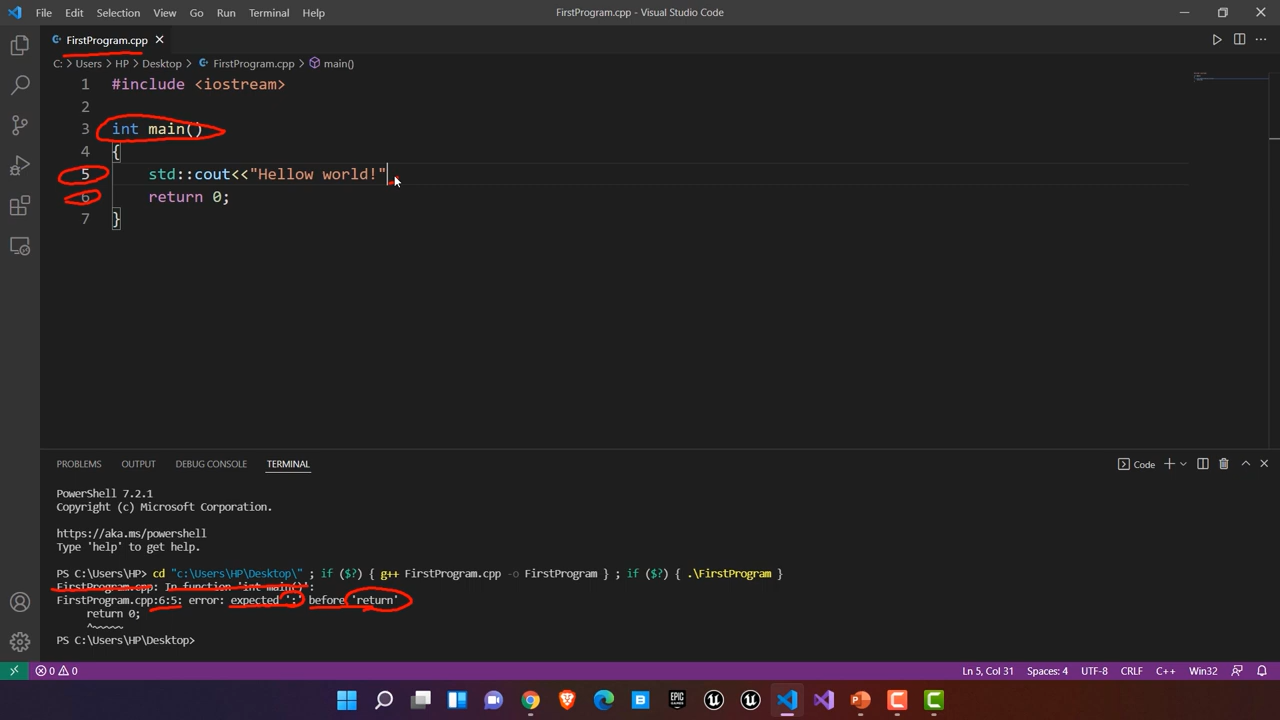 File Edit Selection View Go Run Terminal Help
FirstProgram.cpp - Visual Studio Code
FirstProgram.cpp
C: > Users > HP > Desktop > FirstProgram.cpp > main()
1 #include <iostream>
2
3 int main()
4 {
5 std::cout<<"Hellow world!"
6 return 0;
7 }
PROBLEMS OUTPUT DEBUG CONSOLE TERMINAL
Code
PowerShell 7.2.1
Copyright (c) Microsoft Corporation.
https://aka.ms/powershell
Type 'help' to get help.
PS C:\Users\HP> cd "c:\Users\HP\Desktop\" ; if ($?) { g++ FirstProgram.cpp -o FirstProgram } ; if ($?) { .\FirstProgram }
FirstProgram.cpp: In function 'int main()':
FirstProgram.cpp:6:5: error: expected ';' before 'return'
return 0;
^~~~~~
PS C:\Users\HP\Desktop>
0 0
Ln 5, Col 31 Spaces: 4 UTF-8 CRLF C++ Win32
EPIC GAMES